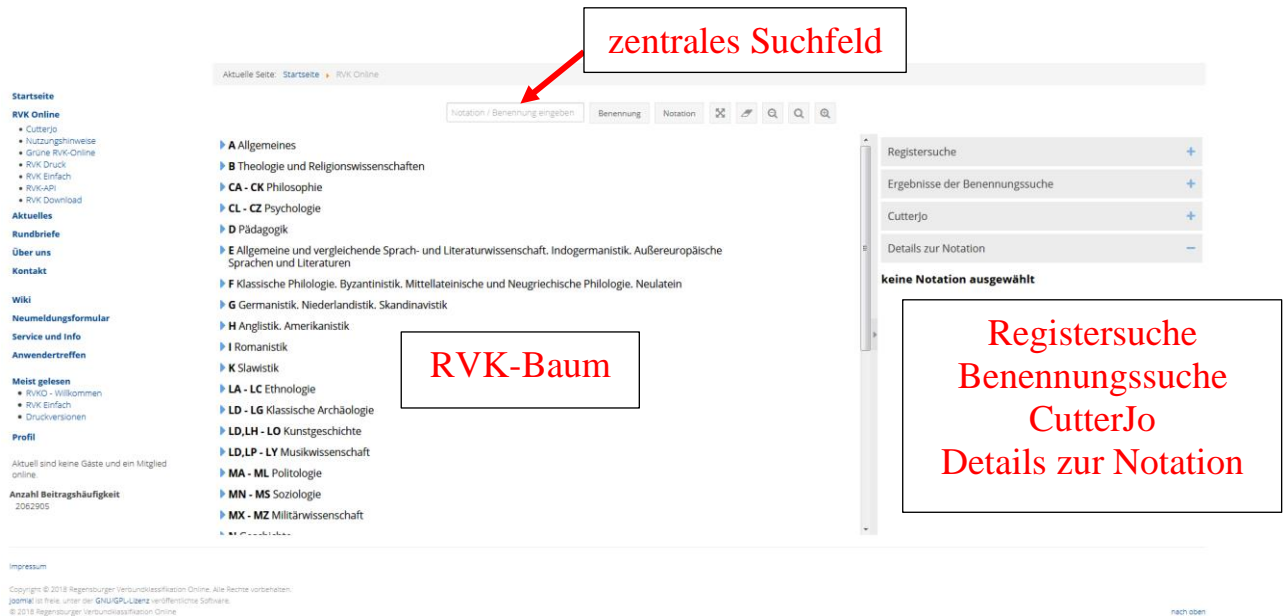 zentrales Suchfeld
Aktuelle Seite: Startseite RVK Online
Startseite
RVK Online
CutterJo
Nutzungshinweise
Grüne RVK-Online
RVK Druck
RVK Einfach
RVK-API
RVK Download
Aktuelles
Rundbriefe
Über uns
Kontakt
Wiki
Neumeldungsformular
Service und Info
Anwendertreffen
Meist gelesen
RVKO - Willkommen
RVK Einfach
Druckversionen
Profil
Aktuell sind keine Gäste und ein Mitglied
online.
Anzahl Beitragshäufigkeit
2062905
Notation / Benennung eingeben Benennung Notation
A Allgemeines
B Theologie und Religionswissenschaften
CA - CK Philosophie
CL - CZ Psychologie
D Pädagogik
E Allgemeine und vergleichende Sprach- und Literaturwissenschaft. Indogermanistik. Außereuropäische
Sprachen und Literaturen
F Klassische Philologie. Byzantinistik. Mittellateinische und Neugriechische Philologie. Neulatein
G Germanistik. Niederlandistik. Skandinavistik
H Anglistik. Amerikanistik
I Romanistik
K Slawistik
LA - LC Ethnologie
LD - LG Klassische Archäologie
LD,LH - LO Kunstgeschichte
LD,LP - LY Musikwissenschaft
MA - ML Politologie
MN - MS Soziologie
MX - MZ Militärwissenschaft
N Geschichte
RVK-Baum
Registersuche
Ergebnisse der Benennungssuche
CutterJo
Details zur Notation
keine Notation ausgewählt
Registersuche
Benennungssuche
CutterJo
Details zur Notation
Impressum
Copyright © 2018 Regensburger Verbundklassifikation Online. Alle Rechte vorbehalten.
Joomla! ist freie, unter der GNU/GPL-Lizenz veröffentlichte Software.
© 2018 Regensburger Verbundklassifikation Online
nach oben